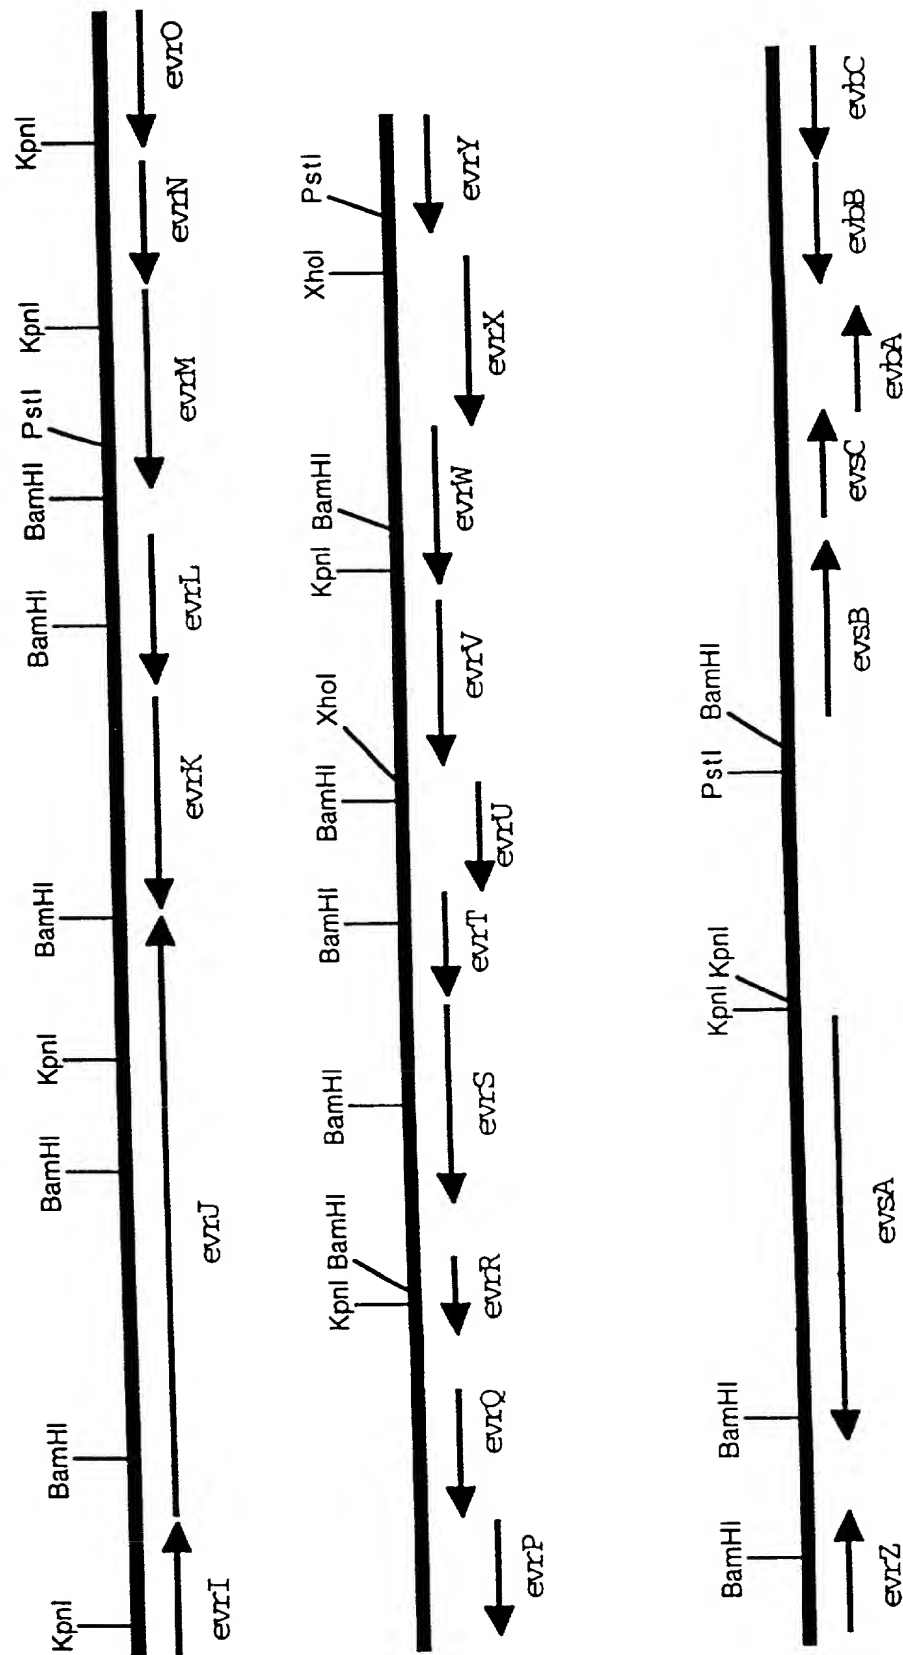 KpnI BamHI BamHI KpnI BamHI BamHI BamHI PstI KpnI KpnI
evrI evrJ evrK evrL evrM evrN evrO
KpnI BamHI BamHI BamHI BamHI XhoI KpnI BamHI XhoI PstI
evrP evrQ evrR evrS evrT evrU evrV evrW evrX evrY
BamHI BamHI KpnI KpnI PstI BamHI
evrZ evsA evsB evsC evbA evbB evbC